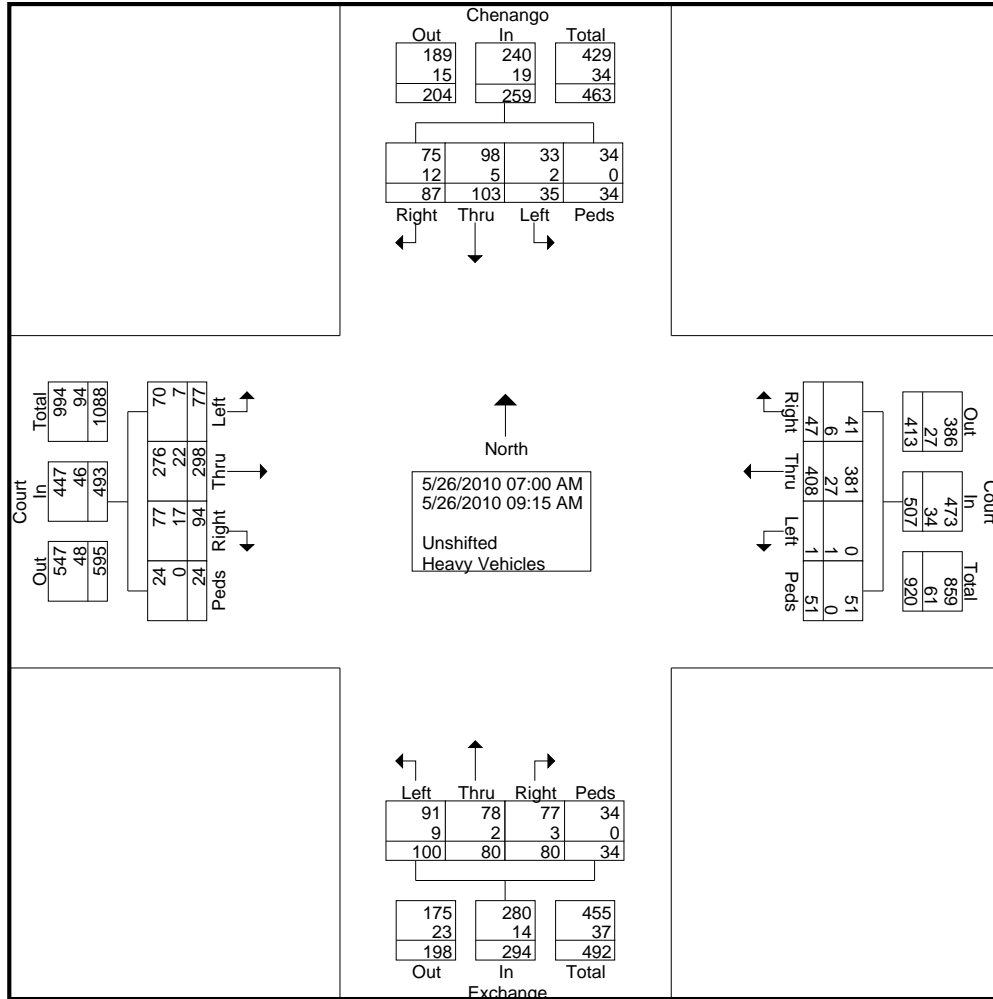 Chenango
Out In Total
189 240 429
15 19 34
204 259 463
75 98 33 34
12 5 2 0
87 103 35 34
Right Thru Left Peds
Court
Total In Out
994 447 547
94 46 48
1088 493 595
Left Thru Right Peds
70 276 77 24
7 22 17 0
77 298 94 24
North
5/26/2010 07:00 AM
5/26/2010 09:15 AM
Unshifted
Heavy Vehicles
Court
Out In Total
386 473 859
27 34 61
413 507 920
41 381 0 51
6 27 1 0
47 408 1 51
Right Thru Left Peds
Left Thru Right Peds
91 78 77 34
9 2 3 0
100 80 80 34
175 280 455
23 14 37
198 294 492
Out In Total
Exchange